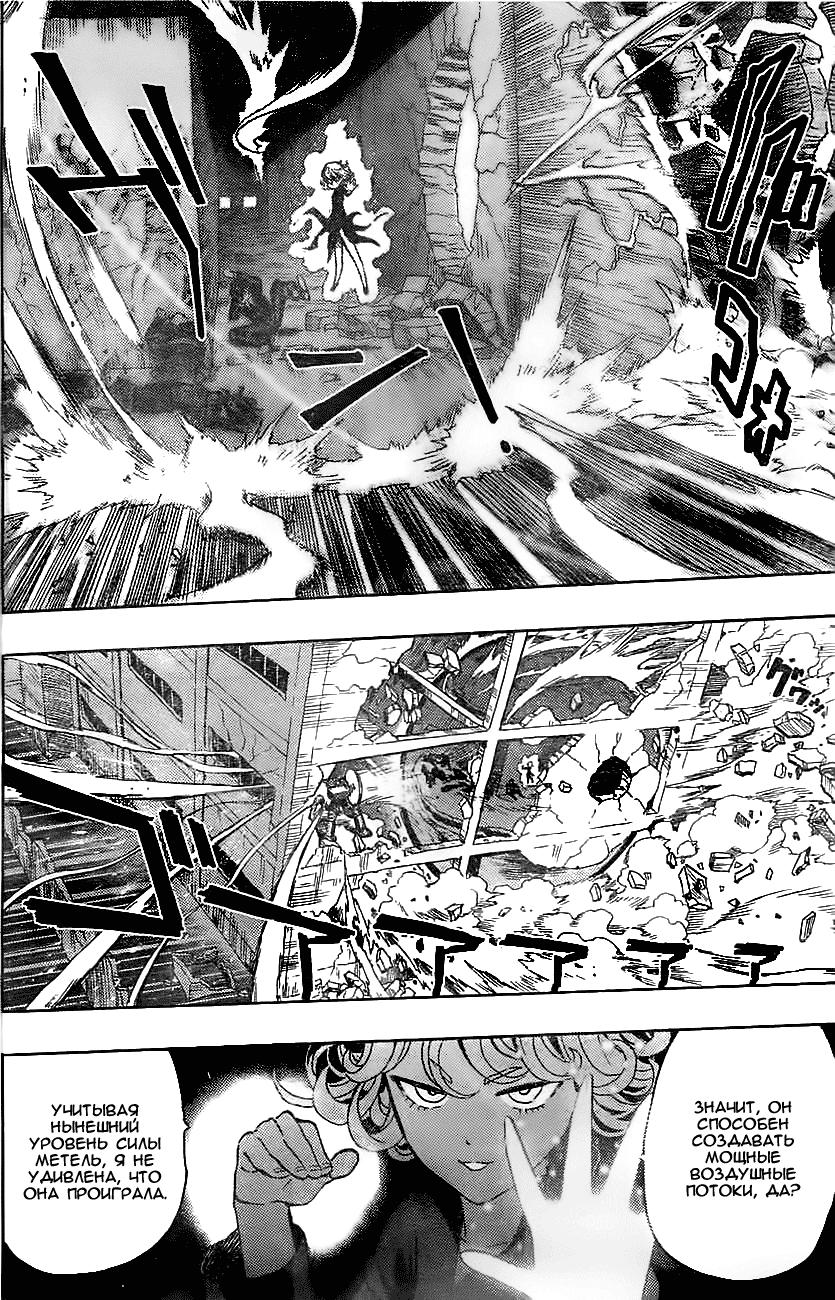 ЗНАЧИТ, ОН
СПОСОБЕН
СОЗДАВАТЬ
МОЩНЫЕ
ВОЗДУШНЫЕ
ПОТОКИ, ДА?
УЧИТЫВАЯ
НЫНЕШНИЙ
УРОВЕНЬ СИЛЫ
МЕТЕЛЬ, Я НЕ
УДИВЛЕНА, ЧТО
ОНА ПРОИГРАЛА.